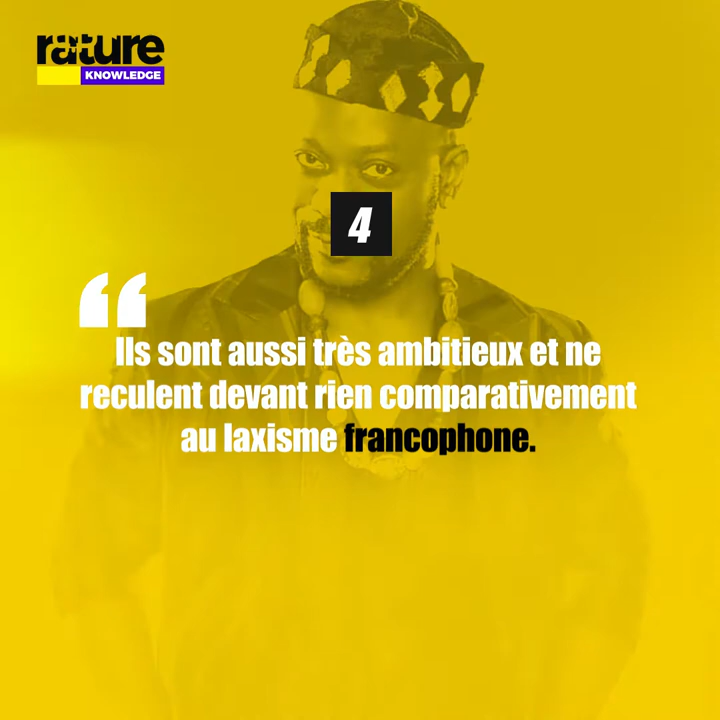 rature
KNOWLEDGE
4
“
Ils sont aussi très ambitieux et ne
reculent devant rien comparativement
au laxisme francophone.